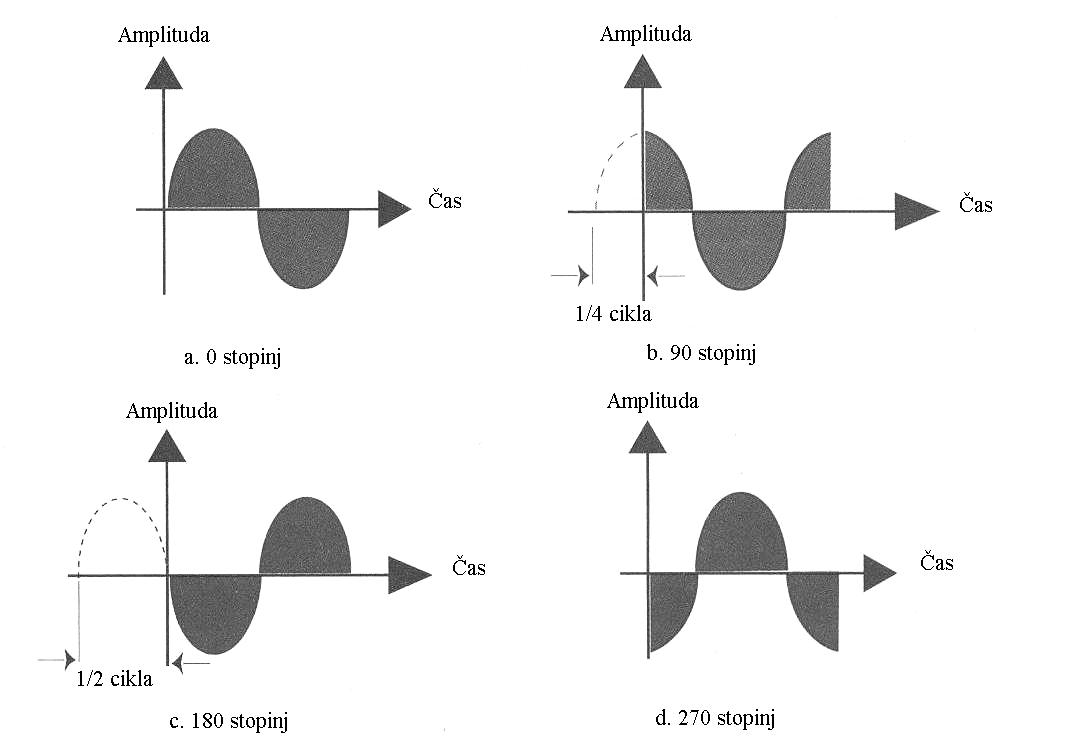 Amplituda
Čas
a. 0 stopinj
Amplituda
Čas
1/4 cikla
b. 90 stopinj
Amplituda
Čas
1/2 cikla
c. 180 stopinj
Amplituda
Čas
d. 270 stopinj